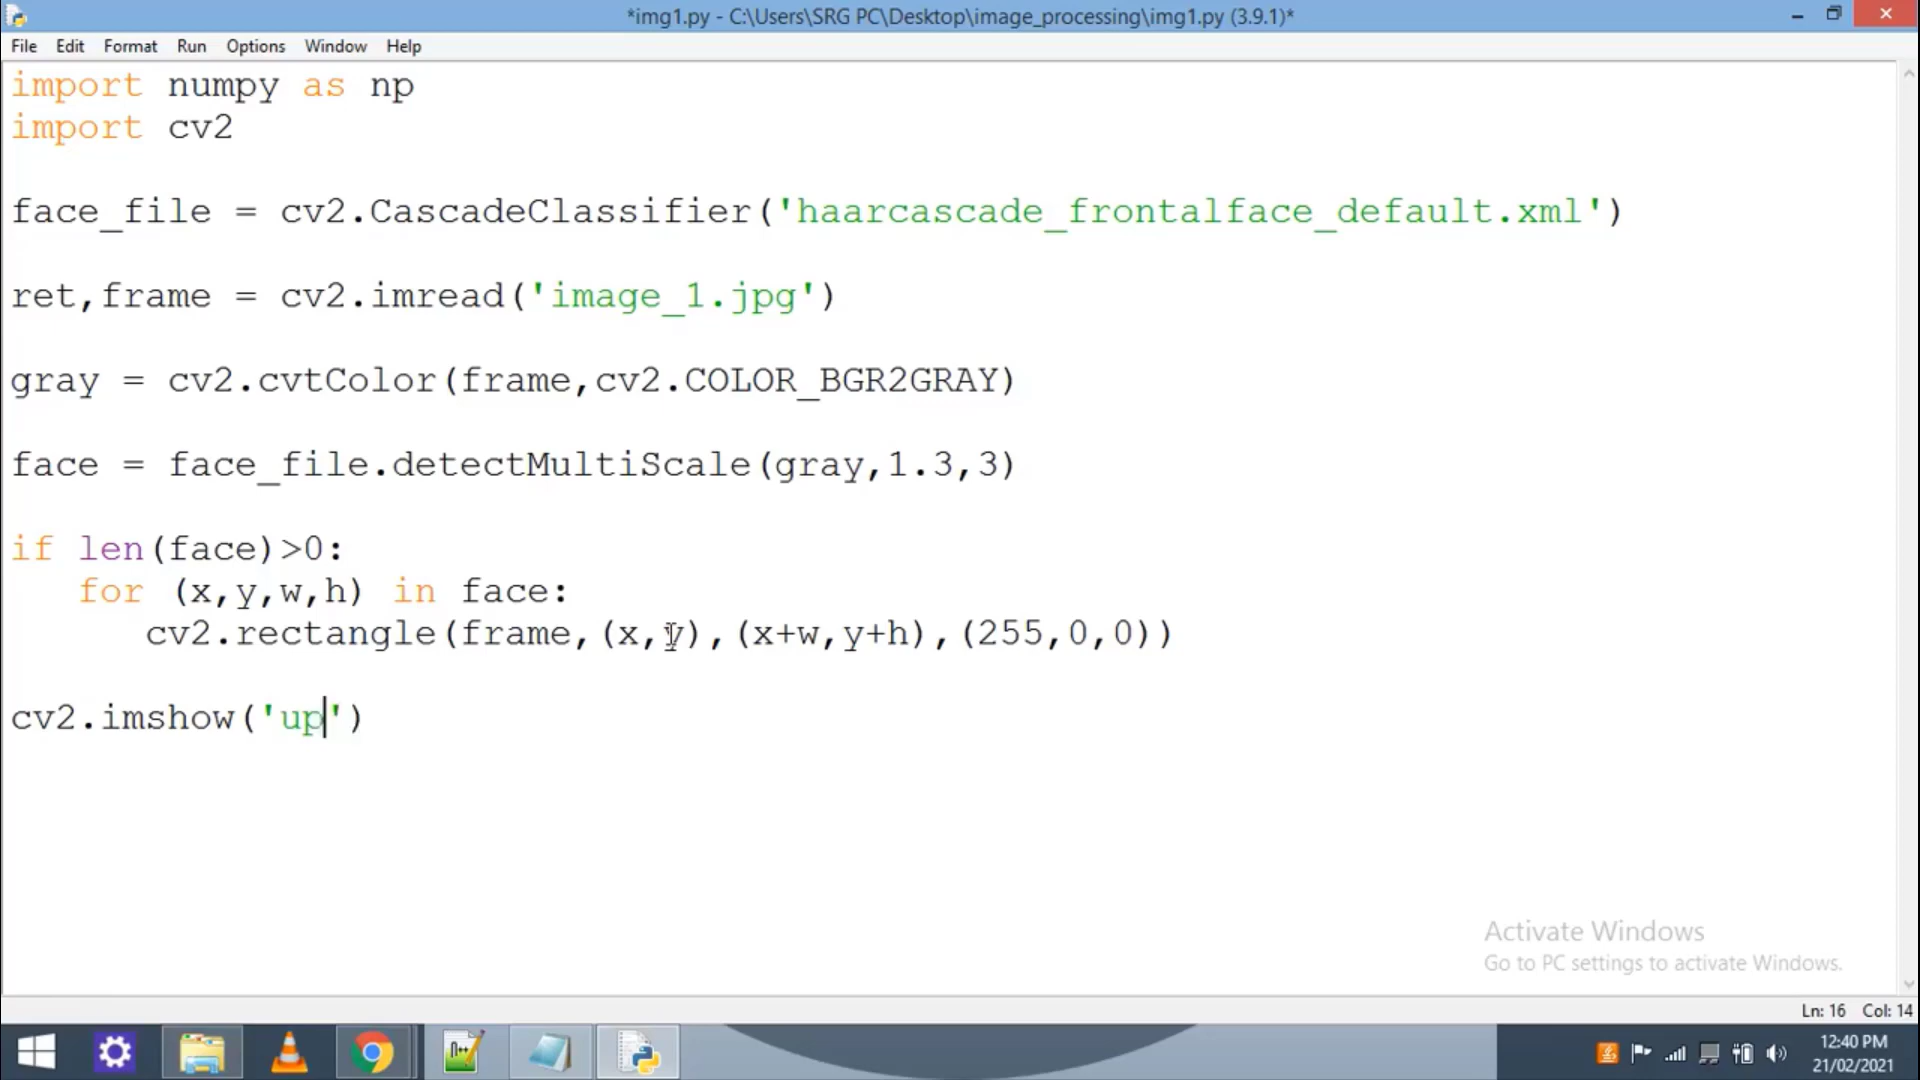 *img1.py - C:\Users\SRG PC\Desktop\image_processing\img1.py (3.9.1)*
File Edit Format Run Options Window Help
import numpy as np
import cv2
face_file = cv2.CascadeClassifier('haarcascade_frontalface_default.xml')
ret,frame = cv2.imread('image_1.jpg')
gray = cv2.cvtColor(frame,cv2.COLOR_BGR2GRAY)
face = face_file.detectMultiScale(gray,1.3,3)
if len(face)>0:
for (x,y,w,h) in face:
cv2.rectangle(frame,(x,y),(x+w,y+h),(255,0,0))
cv2.imshow('up')
Activate Windows
Go to PC settings to activate Windows.
Ln: 16 Col: 14
12:40 PM
21/02/2021